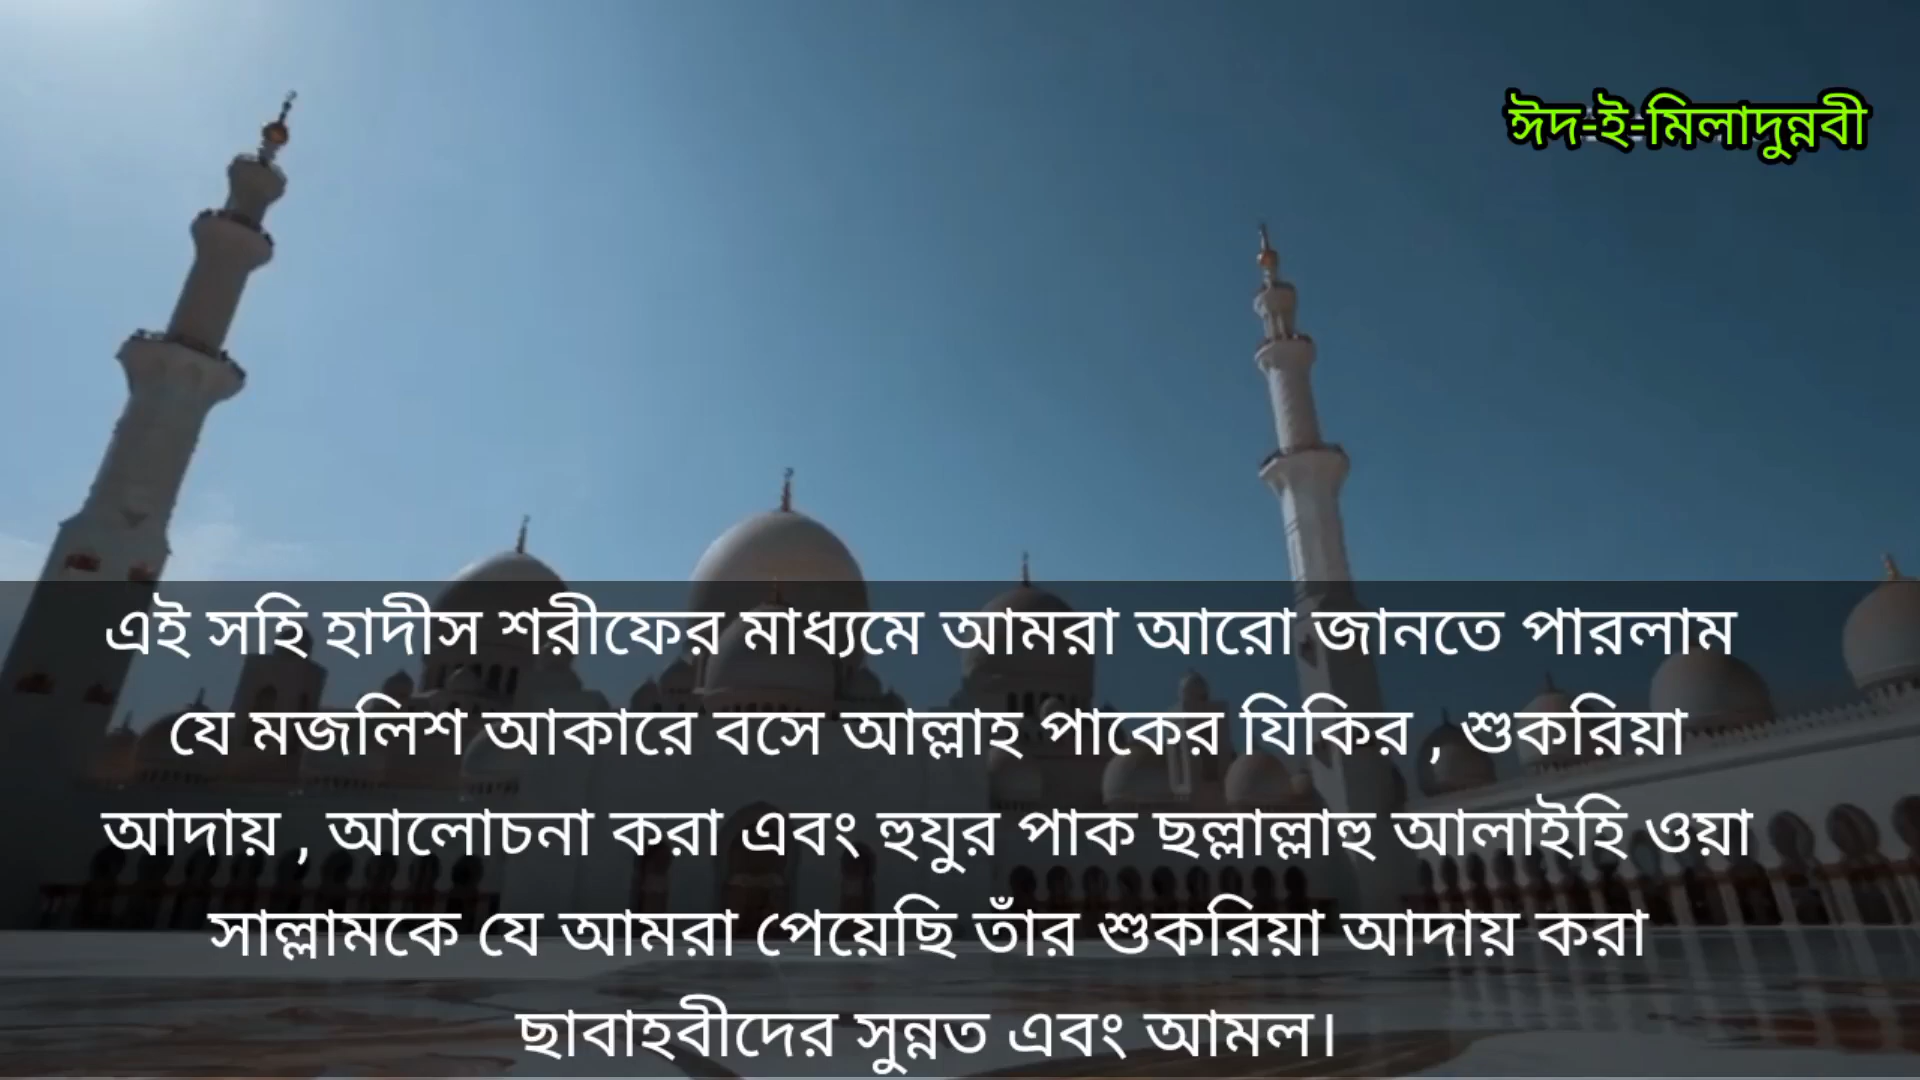 ঈদ-ই-মিলাদুন্নবী
এই সহি হাদীস শরীফের মাধ্যমে আমরা আরো জানতে পারলাম
যে মজলিশ আকারে বসে আল্লাহ পাকের যিকির , শুকরিয়া
আদায় , আলোচনা করা এবং হুযুর পাক ছল্লাল্লাহু আলাইহি ওয়া
সাল্লামকে যে আমরা পেয়েছি তাঁর শুকরিয়া আদায় করা
ছাবাহবীদের সুন্নত এবং আমল।